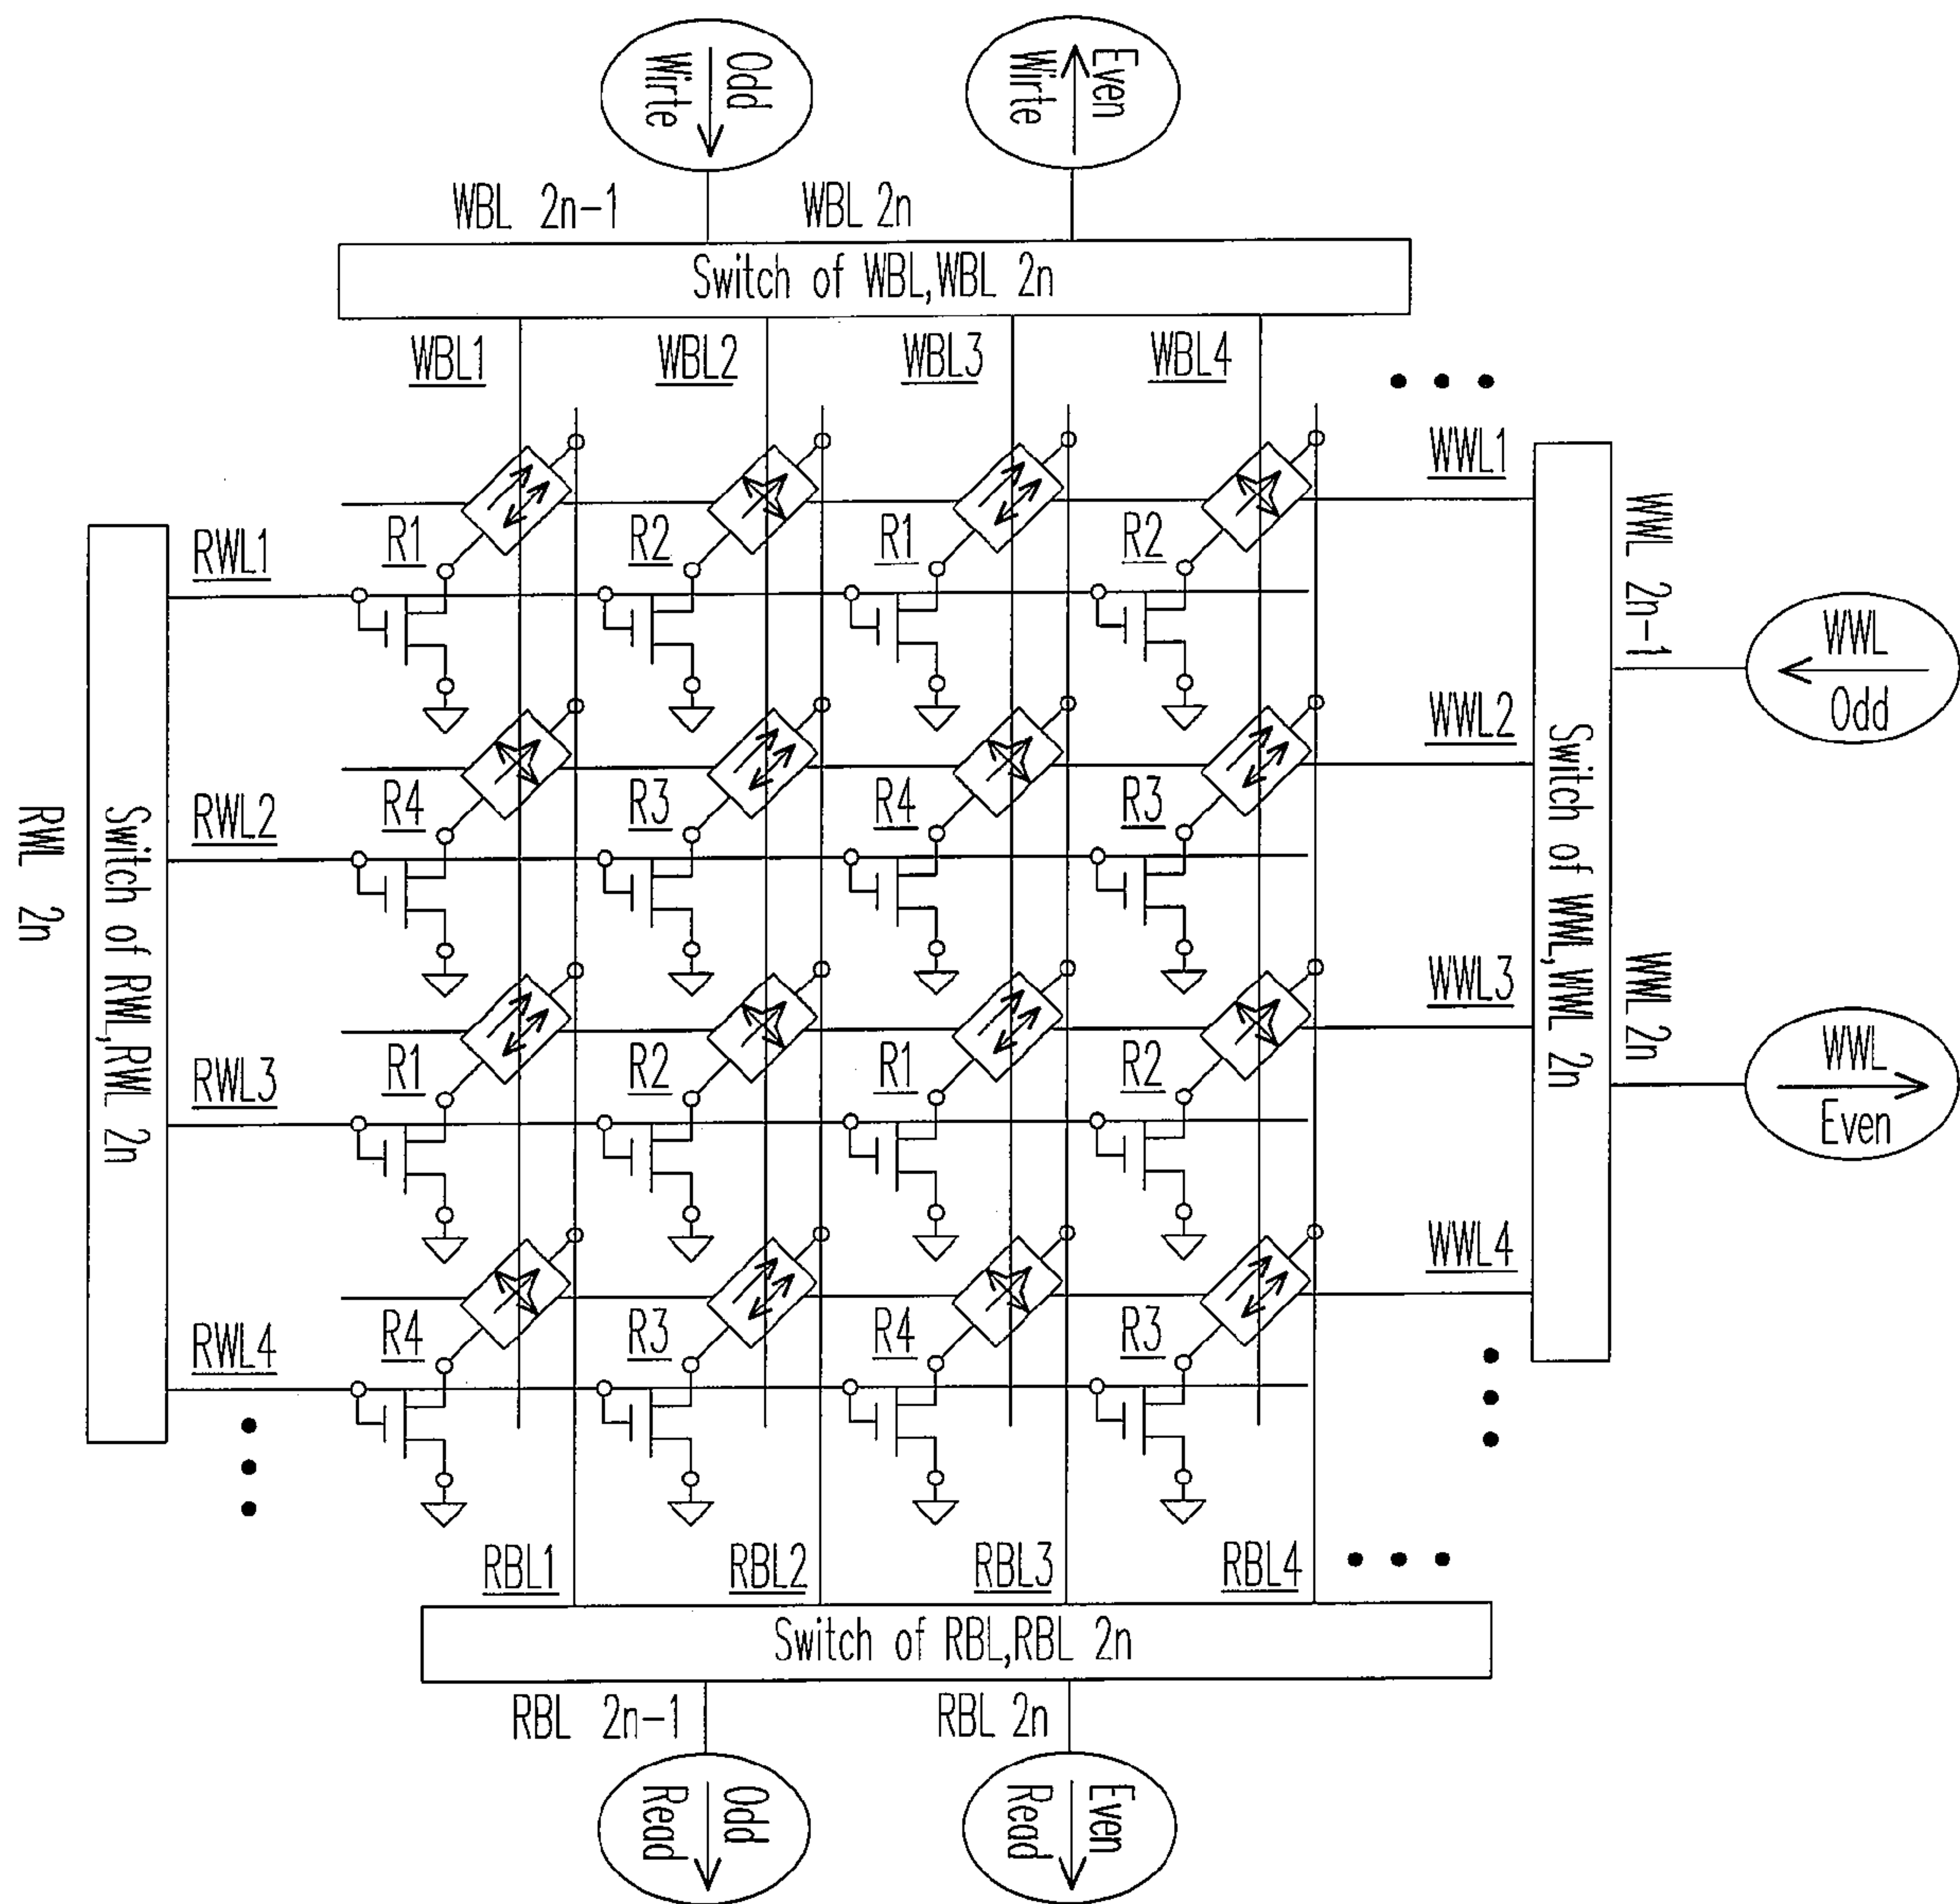 Odd
Wirte
Even
Wirte
WBL 2n-1
WBL 2n
Switch of WBL,WBL 2n
WBL1
WBL2
WBL3
WBL4
WWL1
R1
R2
R1
R2
RWL1
WWL 2n-1
WWL
Odd
WWL2
R4
R3
R4
R3
RWL2
Switch of RWL,RWL 2n
RWL 2n
Switch of WWL,WWL 2n
WWL3
WWL 2n
WWL
Even
R1
R2
R1
R2
RWL3
WWL4
R4
R3
R4
R3
RWL4
RBL1
RBL2
RBL3
RBL4
Switch of RBL,RBL 2n
RBL 2n-1
RBL 2n
Odd
Read
Even
Read